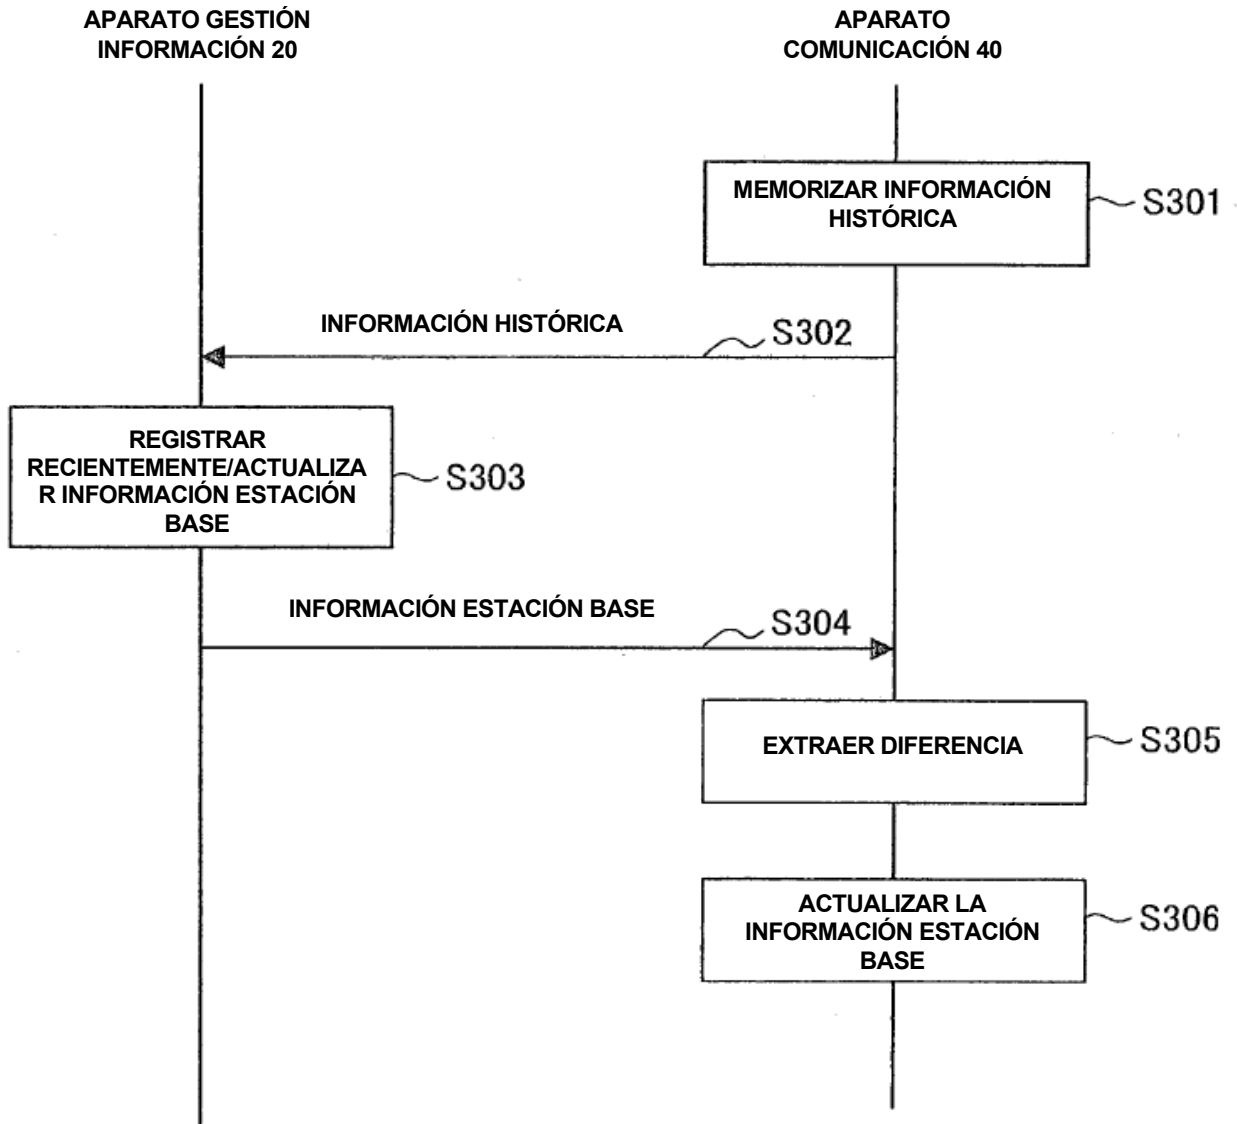 APARATO GESTIÓN
INFORMACIÓN 20
APARATO
COMUNICACIÓN 40
MEMORIZAR INFORMACIÓN
HISTÓRICA
S301
INFORMACIÓN HISTÓRICA
S302
REGISTRAR
RECIENTEMENTE/ACTUALIZA
R INFORMACIÓN ESTACIÓN
BASE
S303
INFORMACIÓN ESTACIÓN BASE
S304
EXTRAER DIFERENCIA
S305
ACTUALIZAR LA
INFORMACIÓN ESTACIÓN
BASE
S306